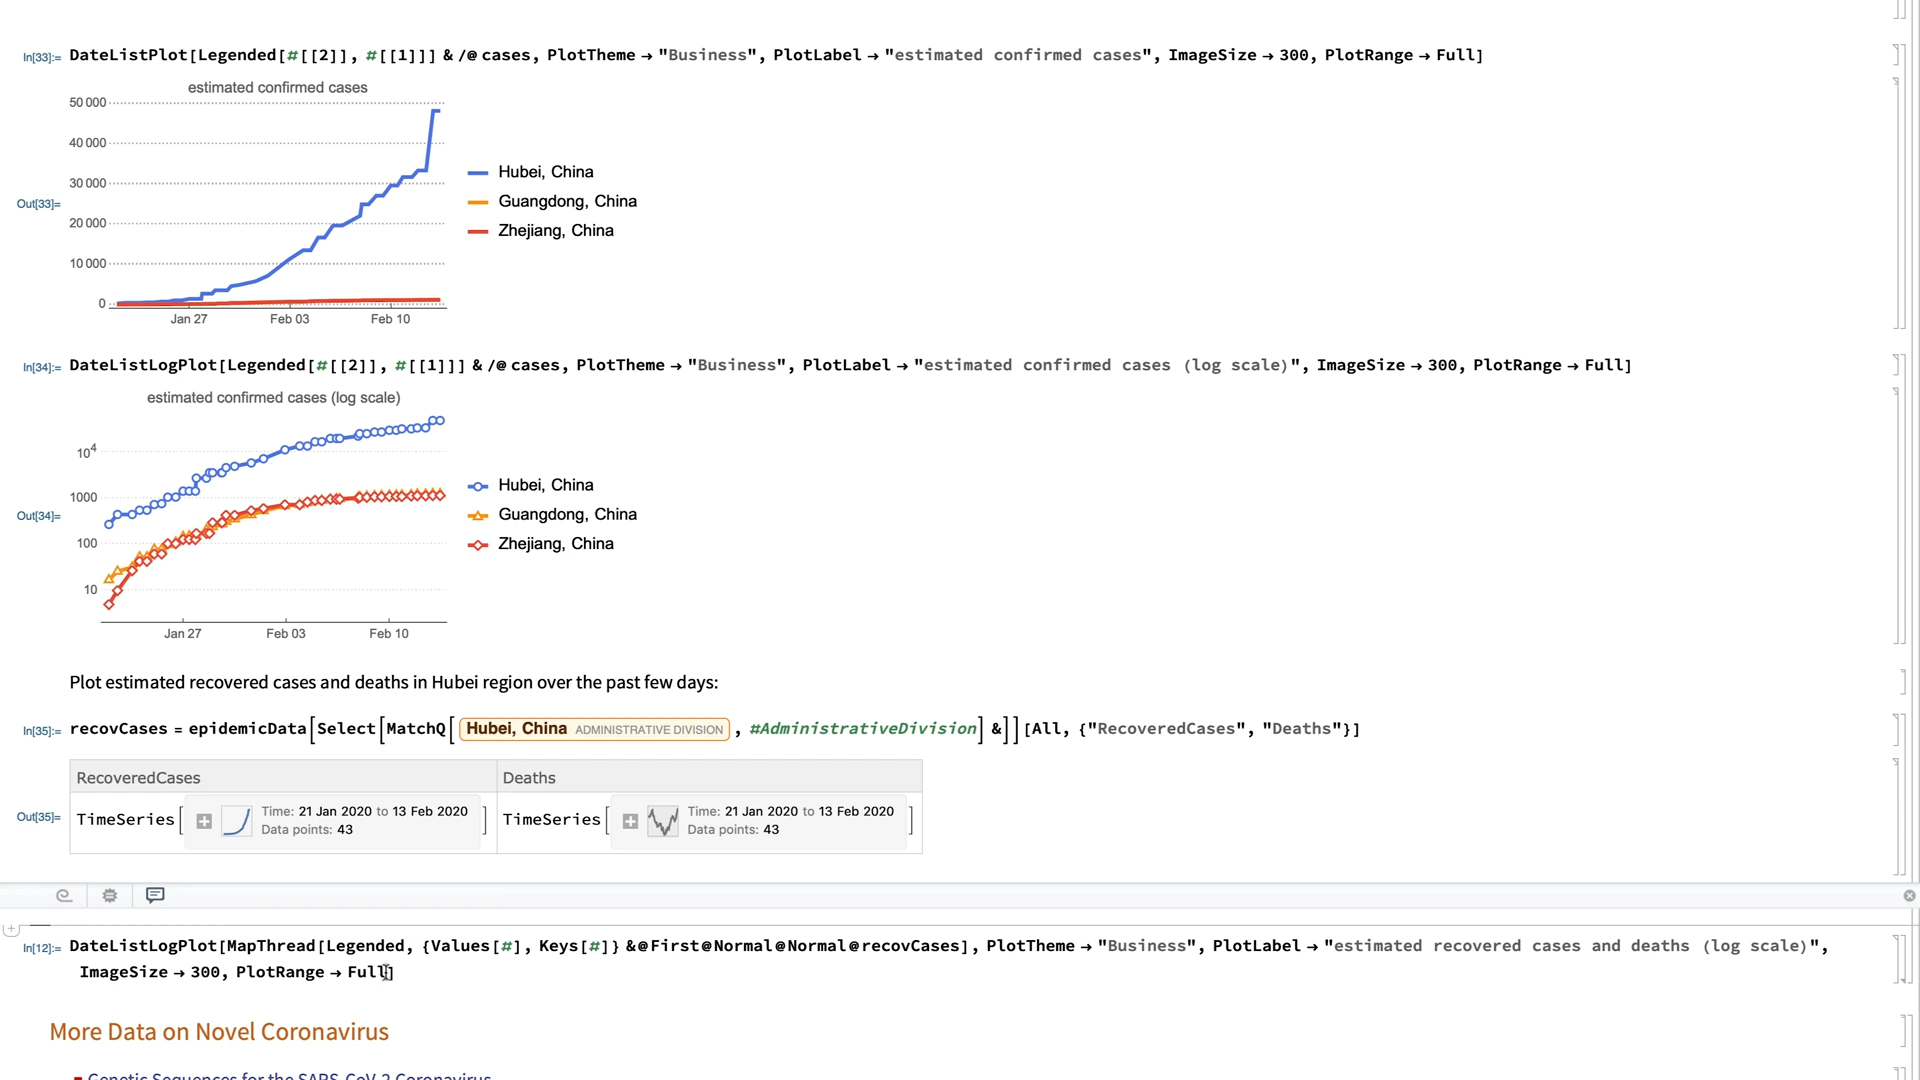 In[33]:= DateListPlot[Legended[#[[2]], #[[1]]] & /@ cases, PlotTheme → "Business", PlotLabel → "estimated confirmed cases", ImageSize → 300, PlotRange → Full]
estimated confirmed cases
50 000
40 000
30 000
20 000
10 000
0
Jan 27 Feb 03 Feb 10
Hubei, China
Guangdong, China
Zhejiang, China
Out[33]=
In[34]:= DateListLogPlot[Legended[#[[2]], #[[1]]] & /@ cases, PlotTheme → "Business", PlotLabel → "estimated confirmed cases (log scale)", ImageSize → 300, PlotRange → Full]
estimated confirmed cases (log scale)
10^4
1000
100
10
Jan 27 Feb 03 Feb 10
Hubei, China
Guangdong, China
Zhejiang, China
Out[34]=
Plot estimated recovered cases and deaths in Hubei region over the past few days:
In[35]:= recovCases = epidemicData[Select[MatchQ[ Hubei, China ADMINISTRATIVE DIVISION , #AdministrativeDivision] &]][All, {"RecoveredCases", "Deaths"}]
RecoveredCases Deaths
Out[35]= TimeSeries[ Time: 21 Jan 2020 to 13 Feb 2020 Data points: 43 ] TimeSeries[ Time: 21 Jan 2020 to 13 Feb 2020 Data points: 43 ]
In[12]:= DateListLogPlot[MapThread[Legended, {Values[#], Keys[#]} &@First@Normal@Normal@recovCases], PlotTheme → "Business", PlotLabel → "estimated recovered cases and deaths (log scale)",
ImageSize → 300, PlotRange → Full]
More Data on Novel Coronavirus
Genetic Sequences for the SARS-CoV-2 Coronavirus